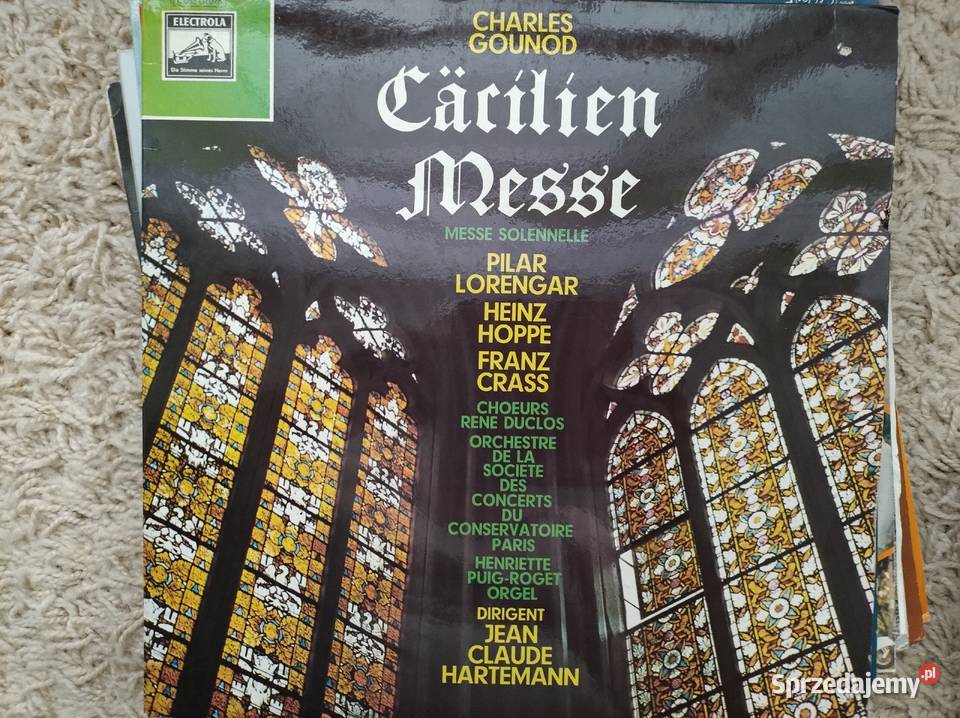 ELECTROLA
Die Stimme seines Herrn
CHARLES
GOUNOD
Cäcilien
Messe
MESSE SOLENNELLE
PILAR
LORENGAR
HEINZ
HOPPE
FRANZ
CRASS
CHOEURS
RENE DUCLOS
ORCHESTRE
DE LA
SOCIETE
DES
CONCERTS
DU
CONSERVATOIRE
PARIS
HENRIETTE
PUIG-ROGET
ORGEL
DIRIGENT
JEAN
CLAUDE
HARTEMANN
Sprzedajemy.pl